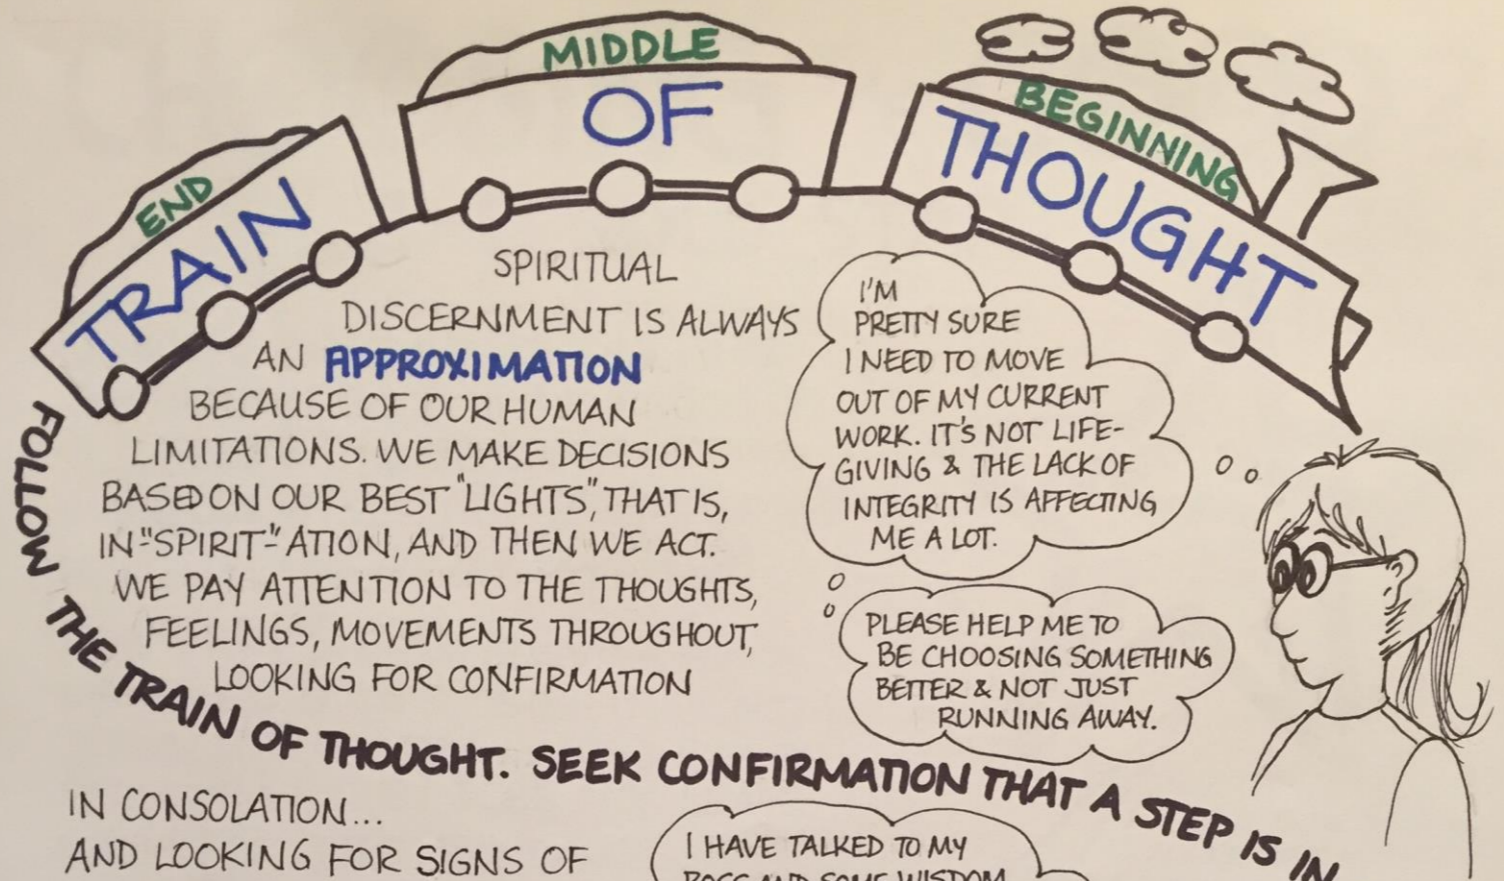 END
MIDDLE
BEGINNING
TRAIN
OF
THOUGHT
SPIRITUAL
DISCERNMENT IS ALWAYS
AN APPROXIMATION
BECAUSE OF OUR HUMAN
LIMITATIONS. WE MAKE DECISIONS
BASED ON OUR BEST "LIGHTS", THAT IS,
IN-"SPIRIT"-ATION, AND THEN WE ACT.
WE PAY ATTENTION TO THE THOUGHTS,
FEELINGS, MOVEMENTS THROUGHOUT,
LOOKING FOR CONFIRMATION
I'M
PRETTY SURE
I NEED TO MOVE
OUT OF MY CURRENT
WORK. IT'S NOT LIFE-
GIVING & THE LACK OF
INTEGRITY IS AFFECTING
ME A LOT.
PLEASE HELP ME TO
BE CHOOSING SOMETHING
BETTER & NOT JUST
RUNNING AWAY.
FOLLOW THE TRAIN OF THOUGHT. SEEK CONFIRMATION THAT A STEP IS IN
IN CONSOLATION...
AND LOOKING FOR SIGNS OF
I HAVE TALKED TO MY
BOSS AND SOME WISDOM